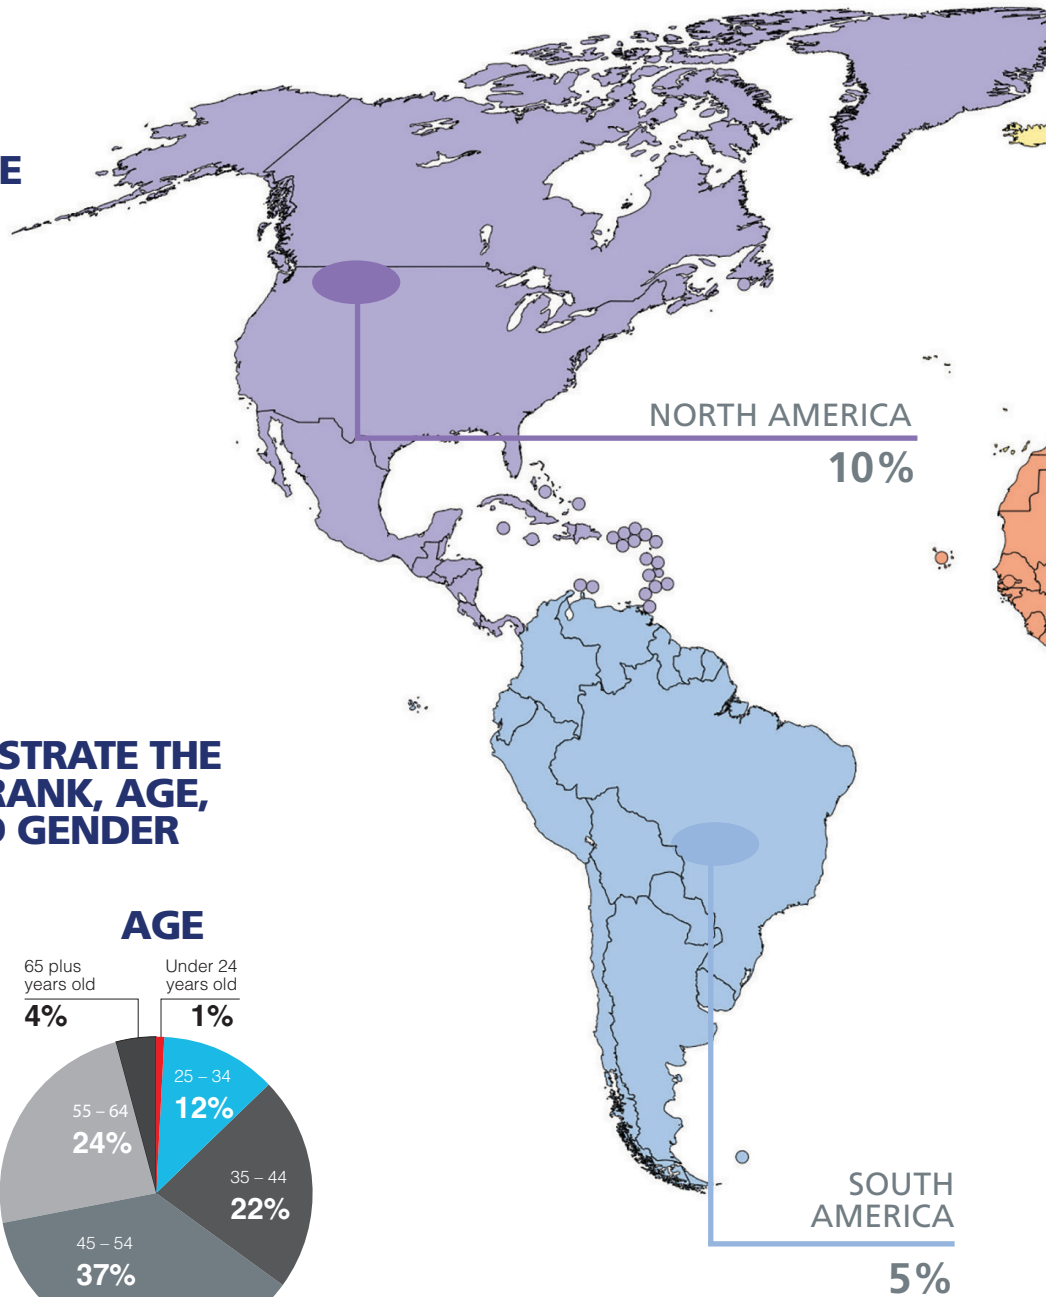 E
NORTH AMERICA
10%
STRATE THE
RANK, AGE,
GENDER
AGE
65 plus
years old
4%
Under 24
years old
1%
25 – 34
12%
55 – 64
24%
35 – 44
22%
45 – 54
37%
SOUTH
AMERICA
5%